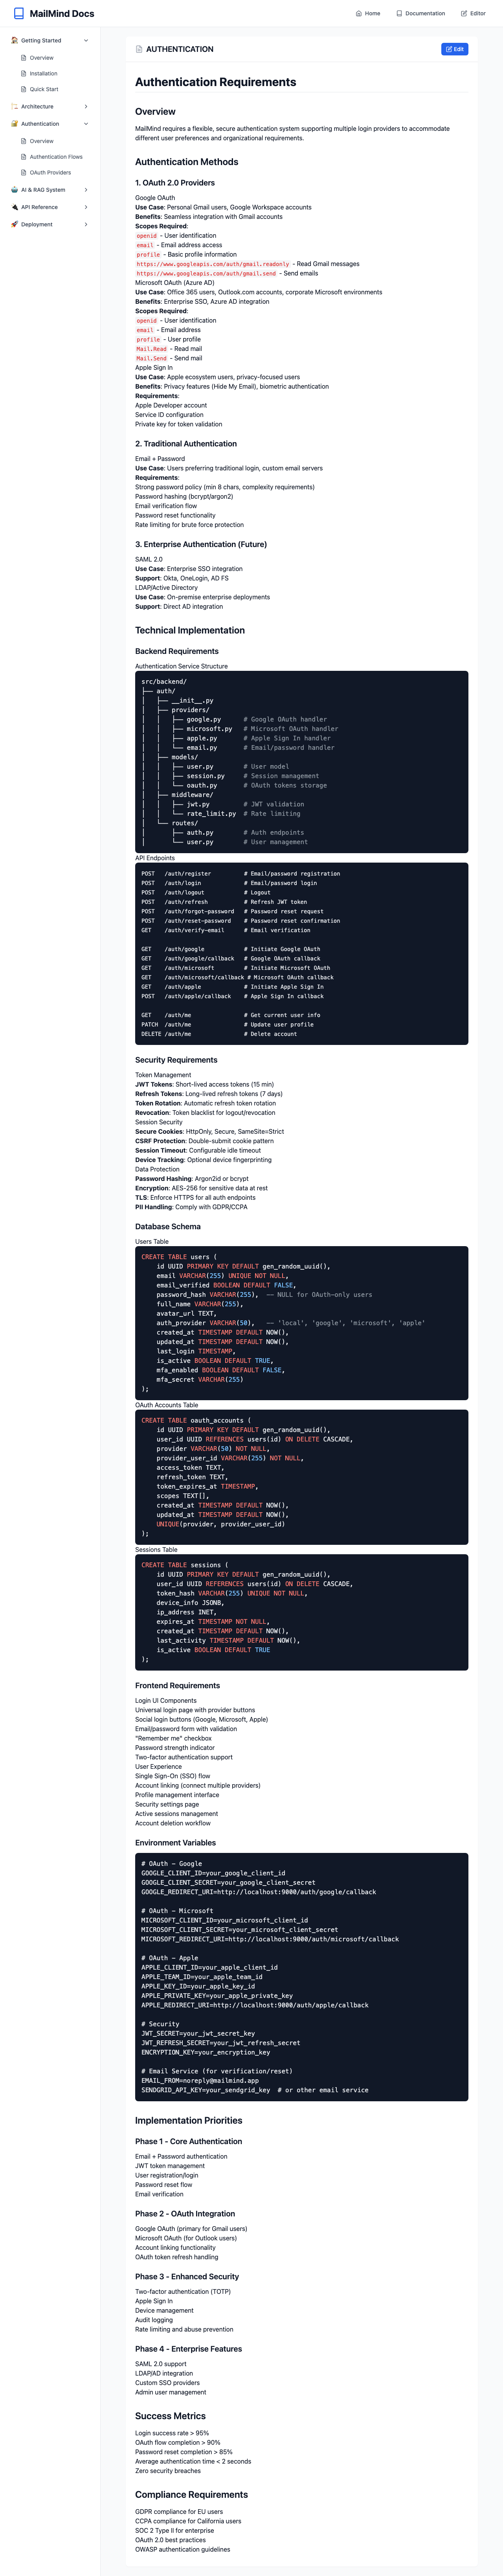 MailMind Docs
Home
Documentation
Editor
Getting Started
Overview
Installation
Quick Start
Architecture
Authentication
Overview
Authentication Flows
OAuth Providers
AI & RAG System
API Reference
Deployment
AUTHENTICATION
Edit
Authentication Requirements
Overview
MailMind requires a flexible, secure authentication system supporting multiple login providers to accommodate
different user preferences and organizational requirements.
Authentication Methods
1. OAuth 2.0 Providers
Google OAuth
Use Case: Personal Gmail users, Google Workspace accounts
Benefits: Seamless integration with Gmail accounts
Scopes Required:
openid - User identification
email - Email address access
profile - Basic profile information
https://www.googleapis.com/auth/gmail.readonly - Read Gmail messages
https://www.googleapis.com/auth/gmail.send - Send emails
Microsoft OAuth (Azure AD)
Use Case: Office 365 users, Outlook.com accounts, corporate Microsoft environments
Benefits: Enterprise SSO, Azure AD integration
Scopes Required:
openid - User identification
email - Email address
profile - User profile
Mail.Read - Read mail
Mail.Send - Send mail
Apple Sign In
Use Case: Apple ecosystem users, privacy-focused users
Benefits: Privacy features (Hide My Email), biometric authentication
Requirements:
Apple Developer account
Service ID configuration
Private key for token validation
2. Traditional Authentication
Email + Password
Use Case: Users preferring traditional login, custom email servers
Requirements:
Strong password policy (min 8 chars, complexity requirements)
Password hashing (bcrypt/argon2)
Email verification flow
Password reset functionality
Rate limiting for brute force protection
3. Enterprise Authentication (Future)
SAML 2.0
Use Case: Enterprise SSO integration
Support: Okta, OneLogin, AD FS
LDAP/Active Directory
Use Case: On-premise enterprise deployments
Support: Direct AD integration
Technical Implementation
Backend Requirements
Authentication Service Structure
src/backend/
├── auth/
│   ├── __init__.py
│   ├── providers/
│   │   ├── google.py      # Google OAuth handler
│   │   ├── microsoft.py   # Microsoft OAuth handler
│   │   ├── apple.py       # Apple Sign In handler
│   │   └── email.py       # Email/password handler
│   ├── models/
│   │   ├── user.py        # User model
│   │   ├── session.py     # Session management
│   │   └── oauth.py       # OAuth tokens storage
│   ├── middleware/
│   │   ├── jwt.py         # JWT validation
│   │   └── rate_limit.py  # Rate limiting
│   └── routes/
│       ├── auth.py        # Auth endpoints
│       └── user.py        # User management
API Endpoints
POST   /auth/register          # Email/password registration
POST   /auth/login             # Email/password login
POST   /auth/logout            # Logout
POST   /auth/refresh           # Refresh JWT token
POST   /auth/forgot-password   # Password reset request
POST   /auth/reset-password    # Password reset confirmation
GET    /auth/verify-email      # Email verification
GET    /auth/google            # Initiate Google OAuth
GET    /auth/google/callback   # Google OAuth callback
GET    /auth/microsoft         # Initiate Microsoft OAuth
GET    /auth/microsoft/callback # Microsoft OAuth callback
GET    /auth/apple             # Initiate Apple Sign In
POST   /auth/apple/callback    # Apple Sign In callback
GET    /auth/me                # Get current user info
PATCH  /auth/me                # Update user profile
DELETE /auth/me                # Delete account
Security Requirements
Token Management
JWT Tokens: Short-lived access tokens (15 min)
Refresh Tokens: Long-lived refresh tokens (7 days)
Token Rotation: Automatic refresh token rotation
Revocation: Token blacklist for logout/revocation
Session Security
Secure Cookies: HttpOnly, Secure, SameSite=Strict
CSRF Protection: Double-submit cookie pattern
Session Timeout: Configurable idle timeout
Device Tracking: Optional device fingerprinting
Data Protection
Password Hashing: Argon2id or bcrypt
Encryption: AES-256 for sensitive data at rest
TLS: Enforce HTTPS for all auth endpoints
PII Handling: Comply with GDPR/CCPA
Database Schema
Users Table
CREATE TABLE users (
    id UUID PRIMARY KEY DEFAULT gen_random_uuid(),
    email VARCHAR(255) UNIQUE NOT NULL,
    email_verified BOOLEAN DEFAULT FALSE,
    password_hash VARCHAR(255),  -- NULL for OAuth-only users
    full_name VARCHAR(255),
    avatar_url TEXT,
    auth_provider VARCHAR(50),   -- 'local', 'google', 'microsoft', 'apple'
    created_at TIMESTAMP DEFAULT NOW(),
    updated_at TIMESTAMP DEFAULT NOW(),
    last_login TIMESTAMP,
    is_active BOOLEAN DEFAULT TRUE,
    mfa_enabled BOOLEAN DEFAULT FALSE,
    mfa_secret VARCHAR(255)
);
OAuth Accounts Table
CREATE TABLE oauth_accounts (
    id UUID PRIMARY KEY DEFAULT gen_random_uuid(),
    user_id UUID REFERENCES users(id) ON DELETE CASCADE,
    provider VARCHAR(50) NOT NULL,
    provider_user_id VARCHAR(255) NOT NULL,
    access_token TEXT,
    refresh_token TEXT,
    token_expires_at TIMESTAMP,
    scopes TEXT[],
    created_at TIMESTAMP DEFAULT NOW(),
    updated_at TIMESTAMP DEFAULT NOW(),
    UNIQUE(provider, provider_user_id)
);
Sessions Table
CREATE TABLE sessions (
    id UUID PRIMARY KEY DEFAULT gen_random_uuid(),
    user_id UUID REFERENCES users(id) ON DELETE CASCADE,
    token_hash VARCHAR(255) UNIQUE NOT NULL,
    device_info JSONB,
    ip_address INET,
    expires_at TIMESTAMP NOT NULL,
    created_at TIMESTAMP DEFAULT NOW(),
    last_activity TIMESTAMP DEFAULT NOW(),
    is_active BOOLEAN DEFAULT TRUE
);
Frontend Requirements
Login UI Components
Universal login page with provider buttons
Social login buttons (Google, Microsoft, Apple)
Email/password form with validation
"Remember me" checkbox
Password strength indicator
Two-factor authentication support
User Experience
Single Sign-On (SSO) flow
Account linking (connect multiple providers)
Profile management interface
Security settings page
Active sessions management
Account deletion workflow
Environment Variables
# OAuth - Google
GOOGLE_CLIENT_ID=your_google_client_id
GOOGLE_CLIENT_SECRET=your_google_client_secret
GOOGLE_REDIRECT_URI=http://localhost:9000/auth/google/callback
# OAuth - Microsoft
MICROSOFT_CLIENT_ID=your_microsoft_client_id
MICROSOFT_CLIENT_SECRET=your_microsoft_client_secret
MICROSOFT_REDIRECT_URI=http://localhost:9000/auth/microsoft/callback
# OAuth - Apple
APPLE_CLIENT_ID=your_apple_client_id
APPLE_TEAM_ID=your_apple_team_id
APPLE_KEY_ID=your_apple_key_id
APPLE_PRIVATE_KEY=your_apple_private_key
APPLE_REDIRECT_URI=http://localhost:9000/auth/apple/callback
# Security
JWT_SECRET=your_jwt_secret_key
JWT_REFRESH_SECRET=your_jwt_refresh_secret
ENCRYPTION_KEY=your_encryption_key
# Email Service (for verification/reset)
EMAIL_FROM=noreply@mailmind.app
SENDGRID_API_KEY=your_sendgrid_key  # or other email service
Implementation Priorities
Phase 1 - Core Authentication
Email + Password authentication
JWT token management
User registration/login
Password reset flow
Email verification
Phase 2 - OAuth Integration
Google OAuth (primary for Gmail users)
Microsoft OAuth (for Outlook users)
Account linking functionality
OAuth token refresh handling
Phase 3 - Enhanced Security
Two-factor authentication (TOTP)
Apple Sign In
Device management
Audit logging
Rate limiting and abuse prevention
Phase 4 - Enterprise Features
SAML 2.0 support
LDAP/AD integration
Custom SSO providers
Admin user management
Success Metrics
Login success rate > 95%
OAuth flow completion > 90%
Password reset completion > 85%
Average authentication time < 2 seconds
Zero security breaches
Compliance Requirements
GDPR compliance for EU users
CCPA compliance for California users
SOC 2 Type II for enterprise
OAuth 2.0 best practices
OWASP authentication guidelines